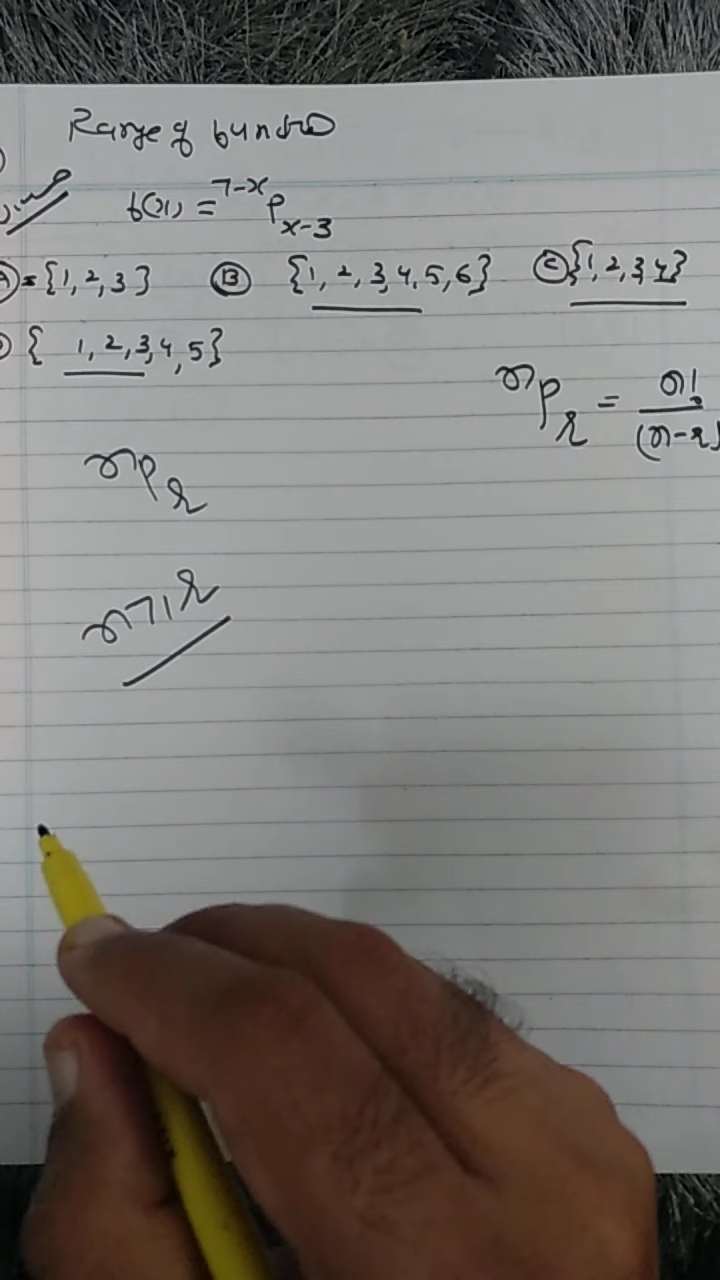 Range of function
f(x) = 7-x P x-3
A = {1, 2, 3} B {1, 2, 3, 4, 5, 6} C {1, 2, 3, 4}
{ 1, 2, 3, 4, 5}
nPr = n! / (n-r)
nPr
n7,r